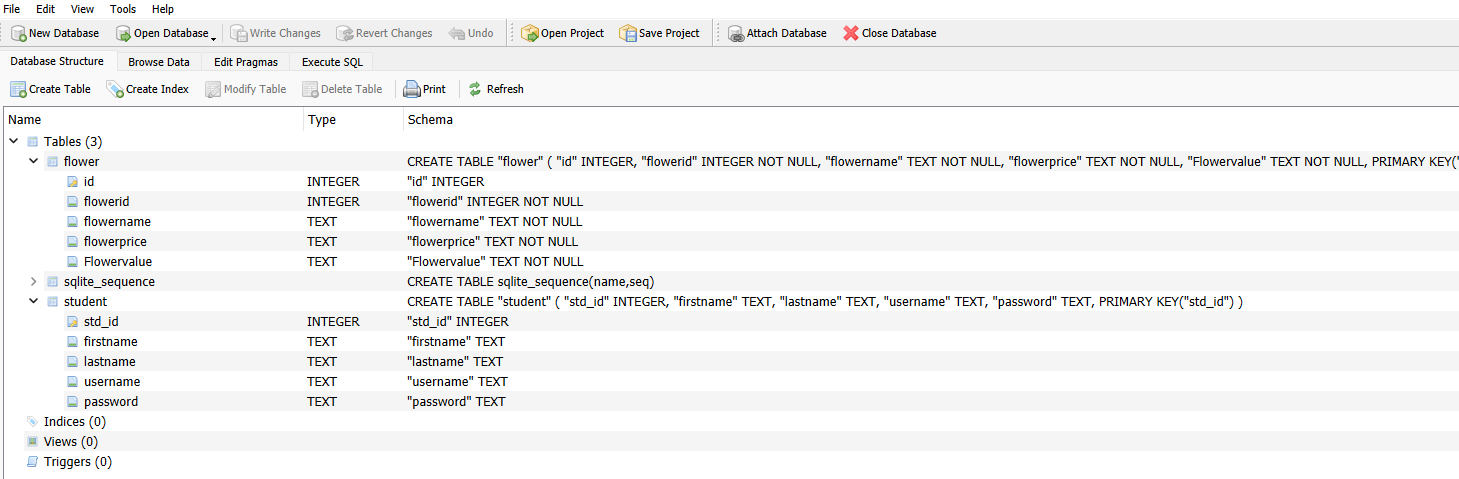 File Edit View Tools Help
New Database Open Database Write Changes Revert Changes Undo Open Project Save Project Attach Database Close Database
Database Structure Browse Data Edit Pragmas Execute SQL
Create Table Create Index Modify Table Delete Table Print Refresh
Name Type Schema
Tables (3)
flower CREATE TABLE "flower" ( "id" INTEGER, "flowerid" INTEGER NOT NULL, "flowername" TEXT NOT NULL, "flowerprice" TEXT NOT NULL, "Flowervalue" TEXT NOT NULL, PRIMARY KEY("
id INTEGER "id" INTEGER
flowerid INTEGER "flowerid" INTEGER NOT NULL
flowername TEXT "flowername" TEXT NOT NULL
flowerprice TEXT "flowerprice" TEXT NOT NULL
Flowervalue TEXT "Flowervalue" TEXT NOT NULL
sqlite_sequence CREATE TABLE sqlite_sequence(name,seq)
student CREATE TABLE "student" ( "std_id" INTEGER, "firstname" TEXT, "lastname" TEXT, "username" TEXT, "password" TEXT, PRIMARY KEY("std_id") )
std_id INTEGER "std_id" INTEGER
firstname TEXT "firstname" TEXT
lastname TEXT "lastname" TEXT
username TEXT "username" TEXT
password TEXT "password" TEXT
Indices (0)
Views (0)
Triggers (0)